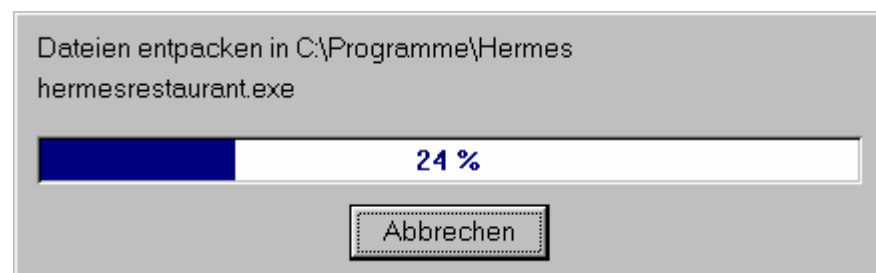 Dateien entpacken in C:\Programme\Hermes
hermesrestaurant.exe
24 %
Abbrechen